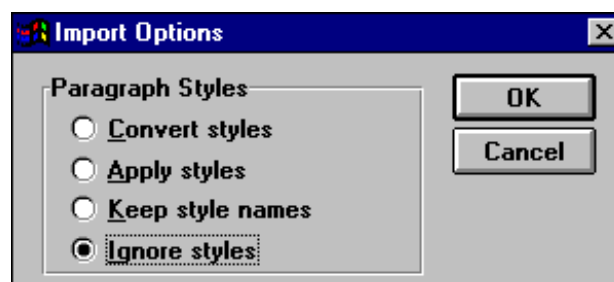 Import Options
Paragraph Styles
OK
Convert styles
Cancel
Apply styles
Keep style names
Ignore styles